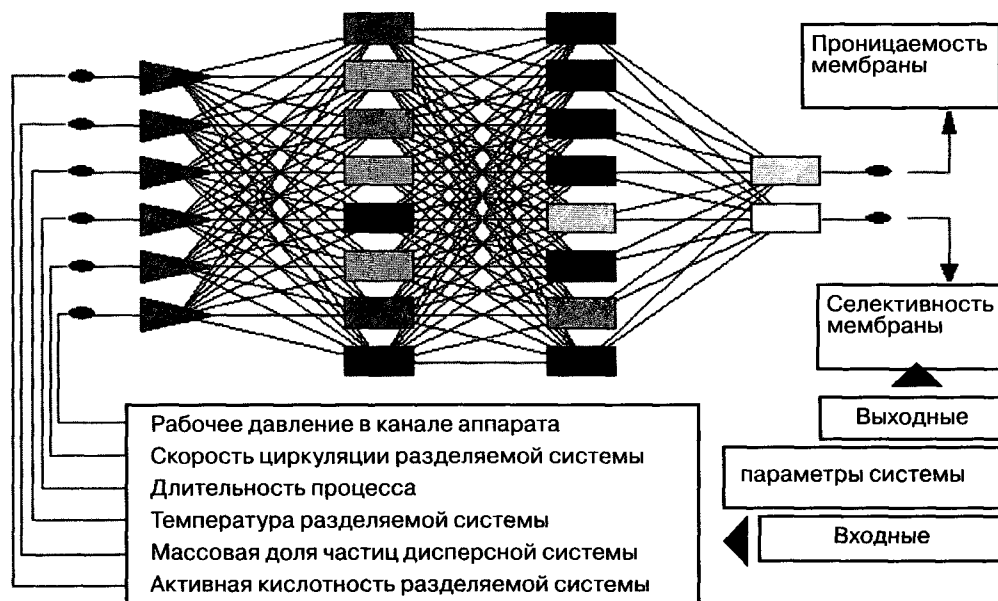 Проницаемость
мембраны
Селективность
мембраны
Выходные
параметры системы
Входные
Рабочее давление в канале аппарата
Скорость циркуляции разделяемой системы
Длительность процесса
Температура разделяемой системы
Массовая доля частиц дисперсной системы
Активная кислотность разделяемой системы